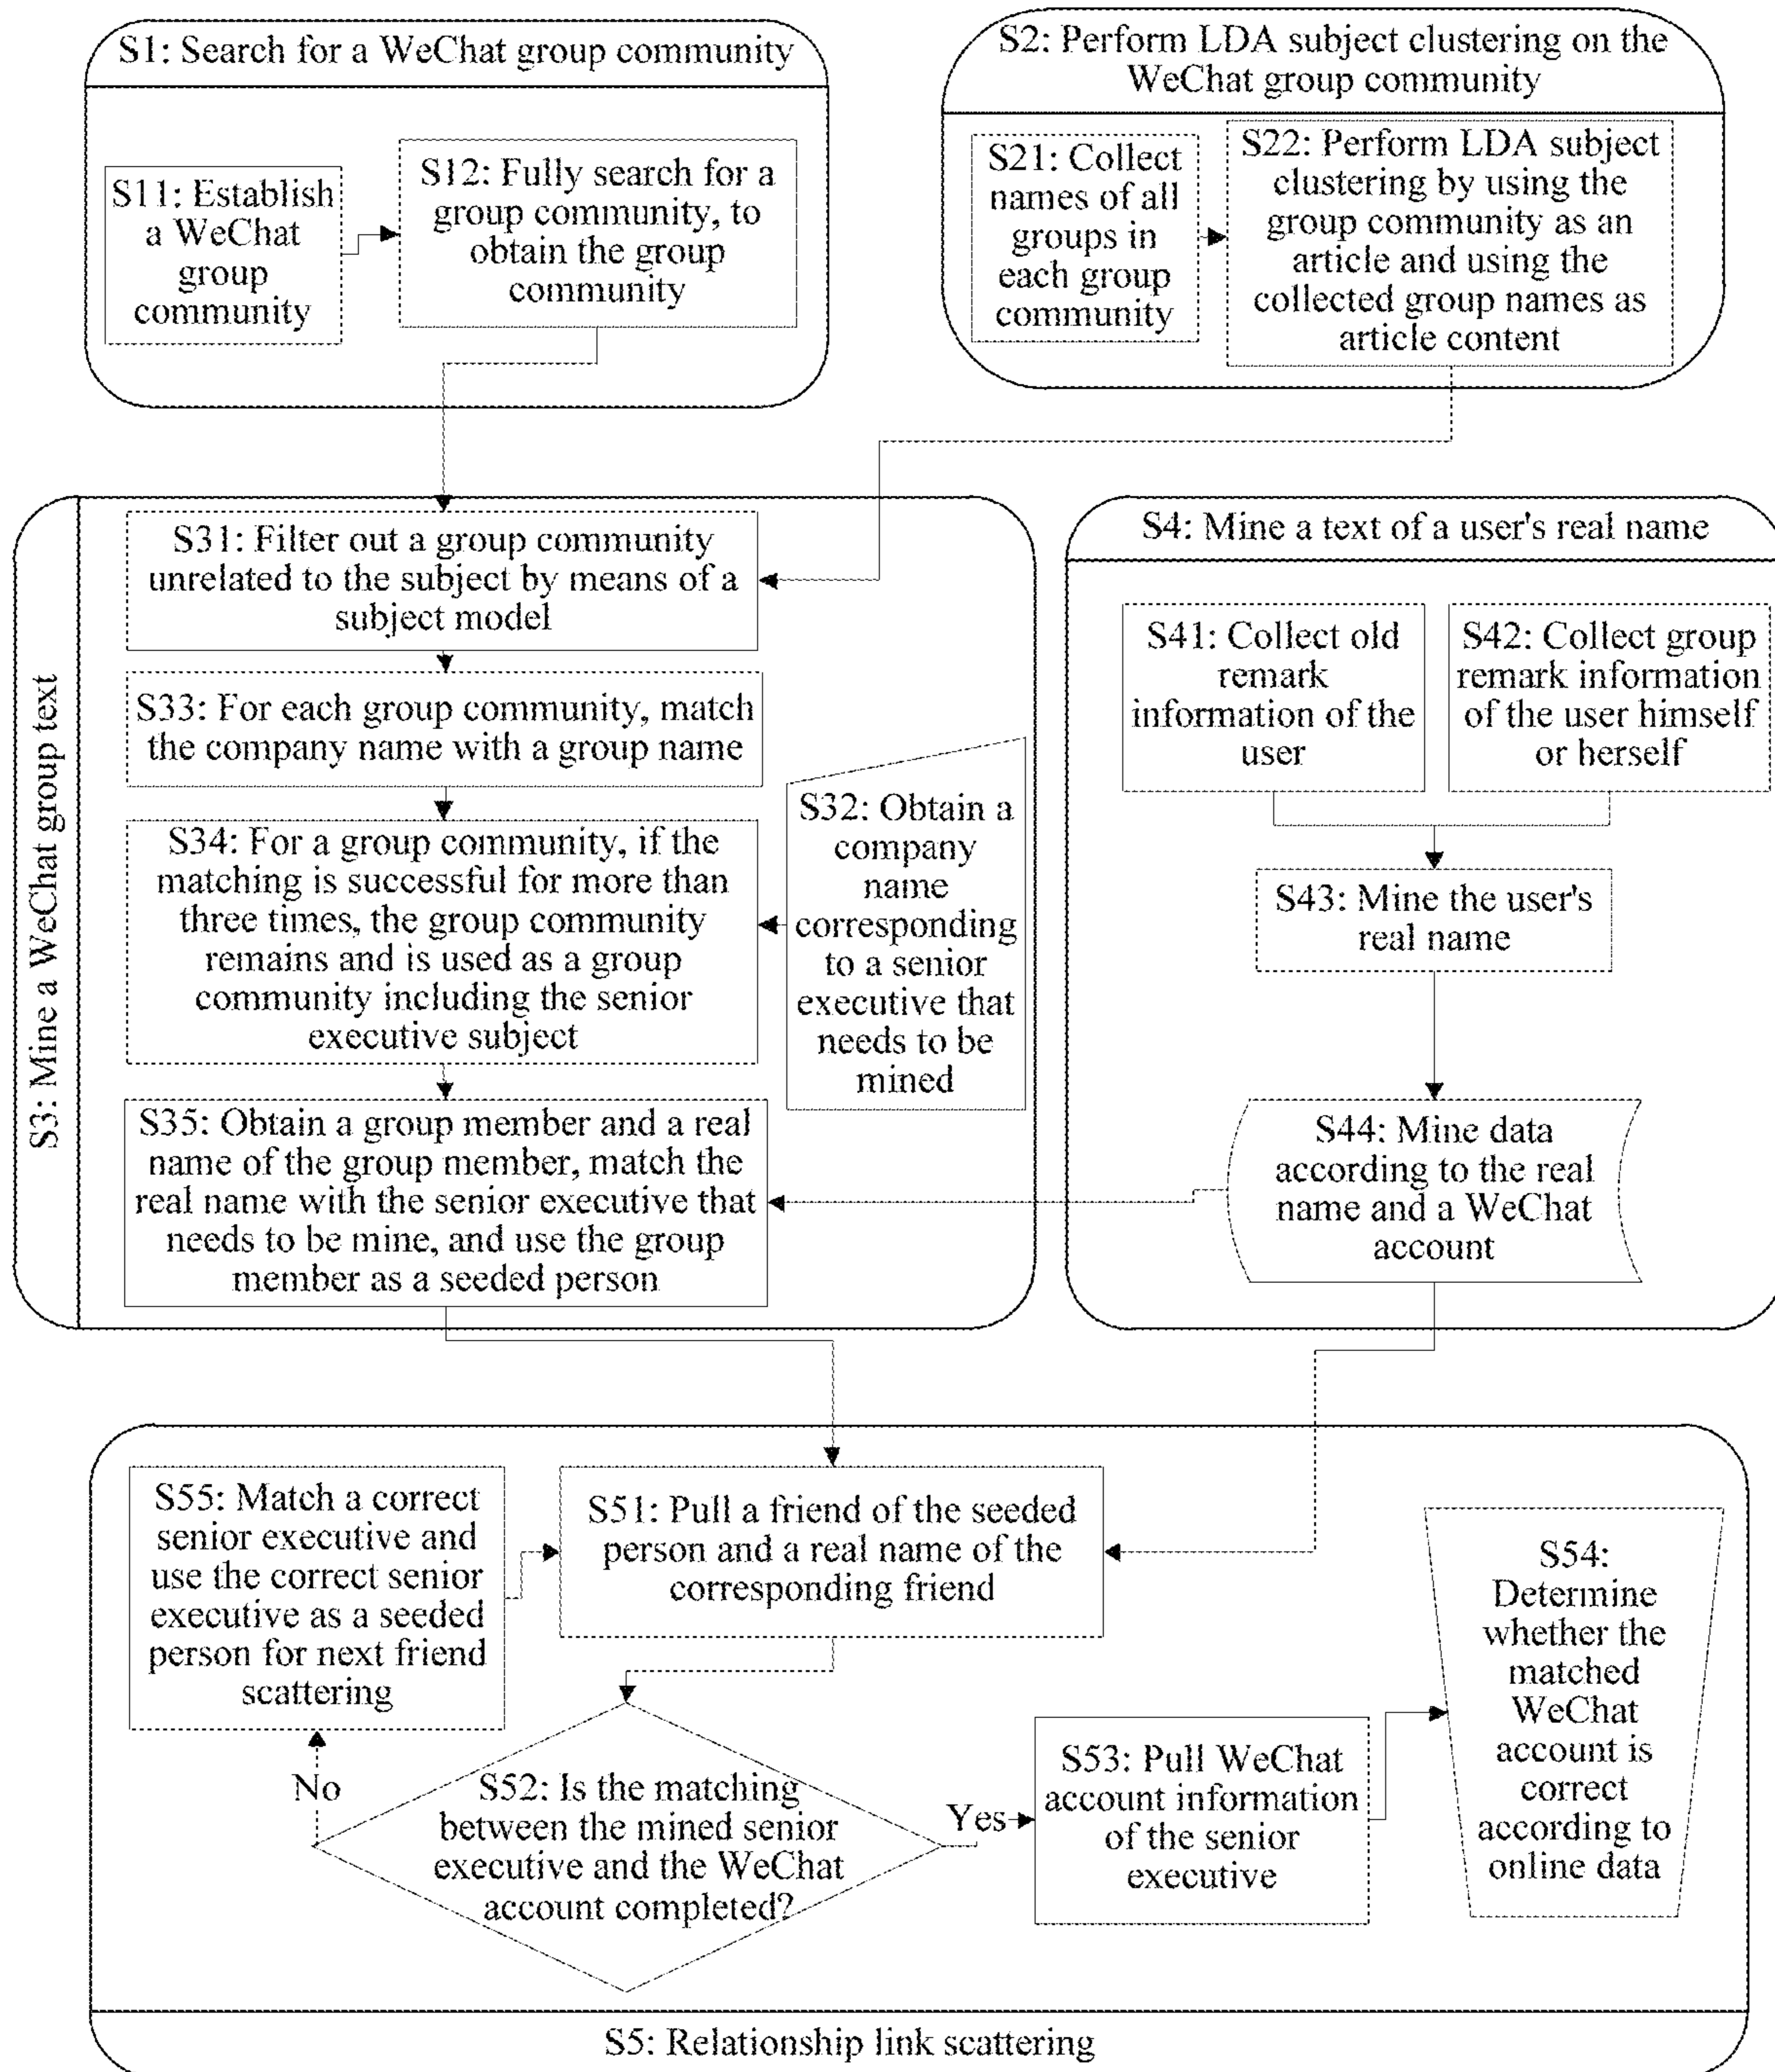 S1: Search for a WeChat group community
S11: Establish
a WeChat
group
community
S12: Fully search for a
group community, to
obtain the group
community
S2: Perform LDA subject clustering on the
WeChat group community
S21: Collect
names of all
groups in
each group
community
S22: Perform LDA subject
clustering by using the
group community as an
article and using the
collected group names as
article content
S3: Mine a WeChat group text
S31: Filter out a group community
unrelated to the subject by means of a
subject model
S33: For each group community, match
the company name with a group name
S34: For a group community, if the
matching is successful for more than
three times, the group community
remains and is used as a group
community including the senior
executive subject
S32: Obtain a
company
name
corresponding
to a senior
executive that
needs to be
mined
S35: Obtain a group member and a real
name of the group member, match the
real name with the senior executive that
needs to be mine, and use the group
member as a seeded person
S4: Mine a text of a user's real name
S41: Collect old
remark
information of the
user
S42: Collect group
remark information
of the user himself
or herself
S43: Mine the user's
real name
S44: Mine data
according to the real
name and a WeChat
account
S55: Match a correct
senior executive and
use the correct senior
executive as a seeded
person for next friend
scattering
S51: Pull a friend of the seeded
person and a real name of the
corresponding friend
S54:
Determine
whether the
matched
WeChat
account is
correct
according to
online data
No
S52: Is the matching
between the mined senior
executive and the WeChat
account completed?
Yes
S53: Pull WeChat
account information
of the senior
executive
S5: Relationship link scattering